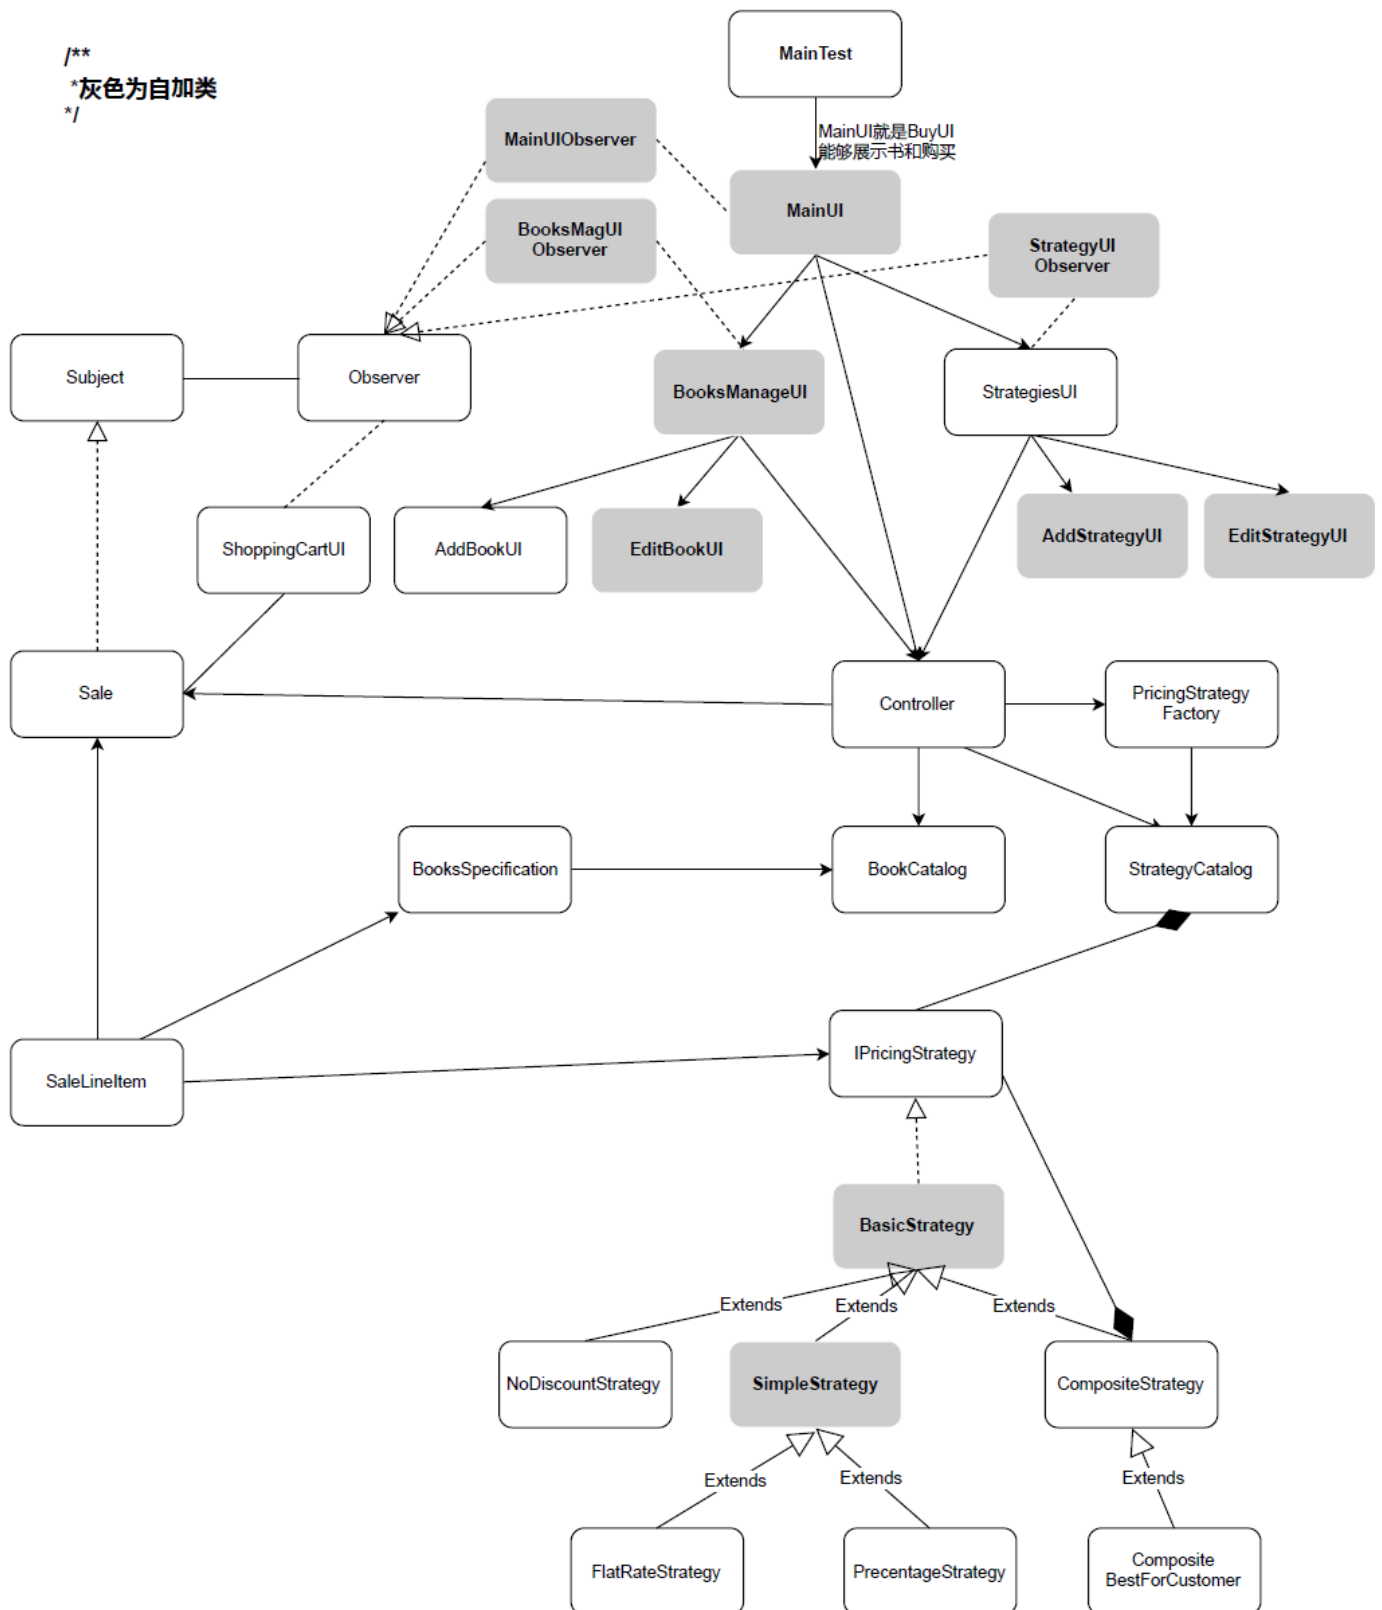 /**
*灰色为自加类
*/
MainTest
MainUIObserver
MainUI就是BuyUI
能够展示书和购买
MainUI
BooksMagUI
Observer
StrategyUI
Observer
Subject
Observer
BooksManageUI
StrategiesUI
ShoppingCartUI
AddBookUI
EditBookUI
AddStrategyUI
EditStrategyUI
Sale
Controller
PricingStrategy
Factory
BooksSpecification
BookCatalog
StrategyCatalog
SaleLineItem
IPricingStrategy
BasicStrategy
Extends
Extends
Extends
NoDiscountStrategy
SimpleStrategy
CompositeStrategy
Extends
Extends
Extends
FlatRateStrategy
PrecentageStrategy
Composite
BestForCustomer